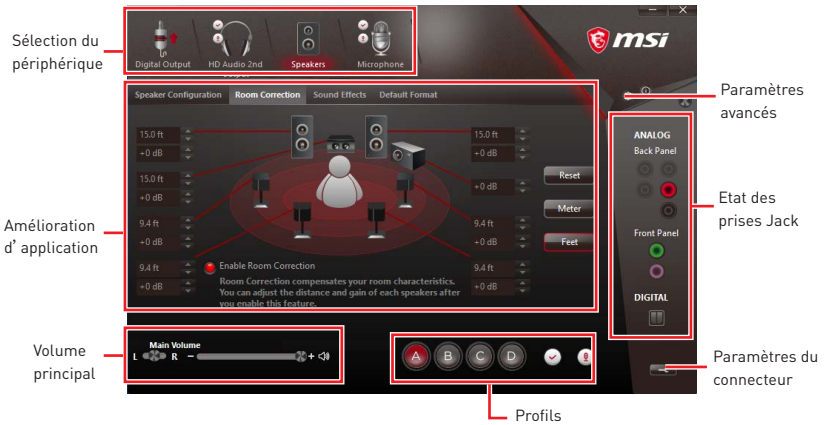 Sélection du
périphérique
Digital Output
HD Audio 2nd
Speakers
Microphone
msi
Paramètres
avancés
Speaker Configuration
Room Correction
Sound Effects
Default Format
15.0 ft
+0 dB
15.0 ft
+0 dB
9.4 ft
+0 dB
9.4 ft
+0 dB
15.0 ft
+0 dB
+0 dB
9.4 ft
+0 dB
9.4 ft
+0 dB
Reset
Meter
Feet
Enable Room Correction
Room Correction compensates your room characteristics.
You can adjust the distance and gain of each speakers after
you enable this feature.
Amélioration
d'application
ANALOG
Back Panel
Front Panel
DIGITAL
Etat des
prises Jack
Volume
principal
Main Volume
L
R
-
+
A
B
C
D
Profils
Paramètres du
connecteur